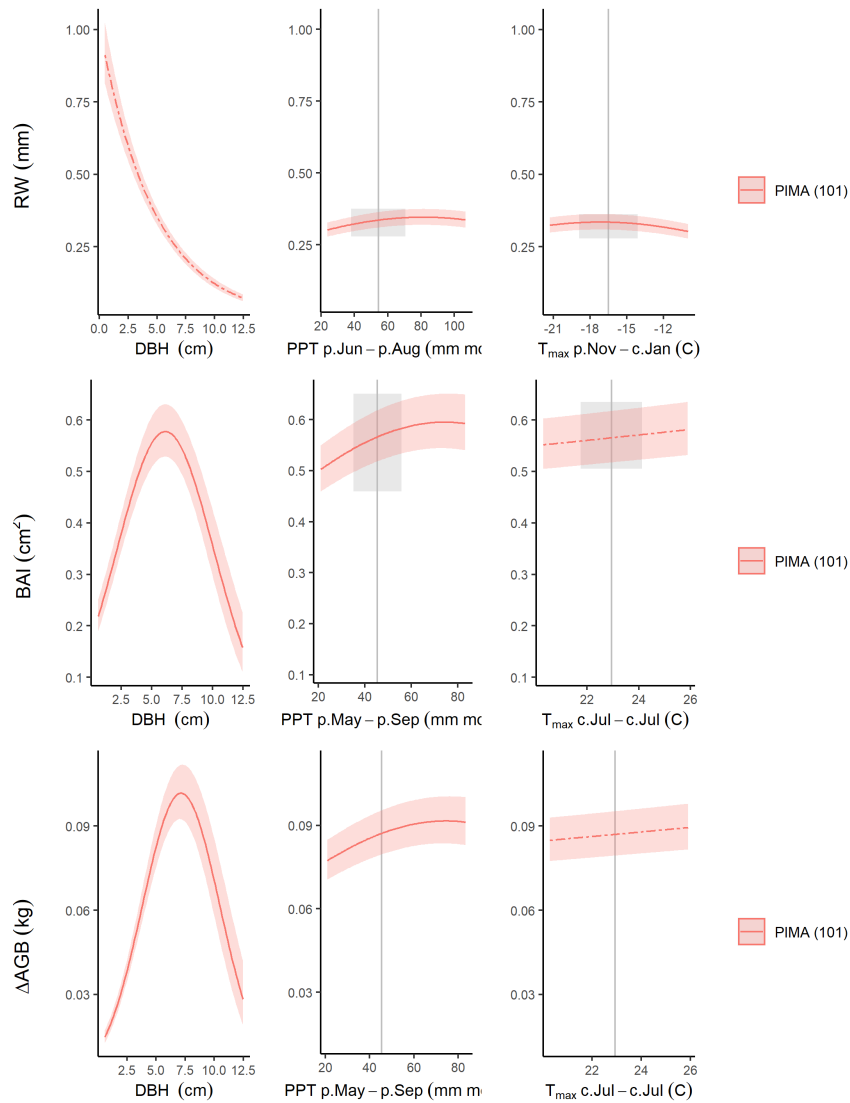 RW (mm)
1.00
0.75
0.50
0.25
0.0 2.5 5.0 7.5 10.0 12.5
DBH (cm)
1.00
0.75
0.50
0.25
20 40 60 80 100
PPT p.Jun – p.Aug (mm mo
1.00
0.75
0.50
0.25
-21 -18 -15 -12
Tmax p.Nov – c.Jan (C)
PIMA (101)
BAI (cm²)
0.6
0.5
0.4
0.3
0.2
0.1
2.5 5.0 7.5 10.0 12.5
DBH (cm)
0.6
0.5
0.4
0.3
0.2
0.1
20 40 60 80
PPT p.May – p.Sep (mm mo
0.6
0.5
0.4
0.3
0.2
0.1
22 24 26
Tmax c.Jul – c.Jul (C)
PIMA (101)
ΔAGB (kg)
0.09
0.06
0.03
2.5 5.0 7.5 10.0 12.5
DBH (cm)
0.09
0.06
0.03
20 40 60 80
PPT p.May – p.Sep (mm mo
0.09
0.06
0.03
22 24 26
Tmax c.Jul – c.Jul (C)
PIMA (101)